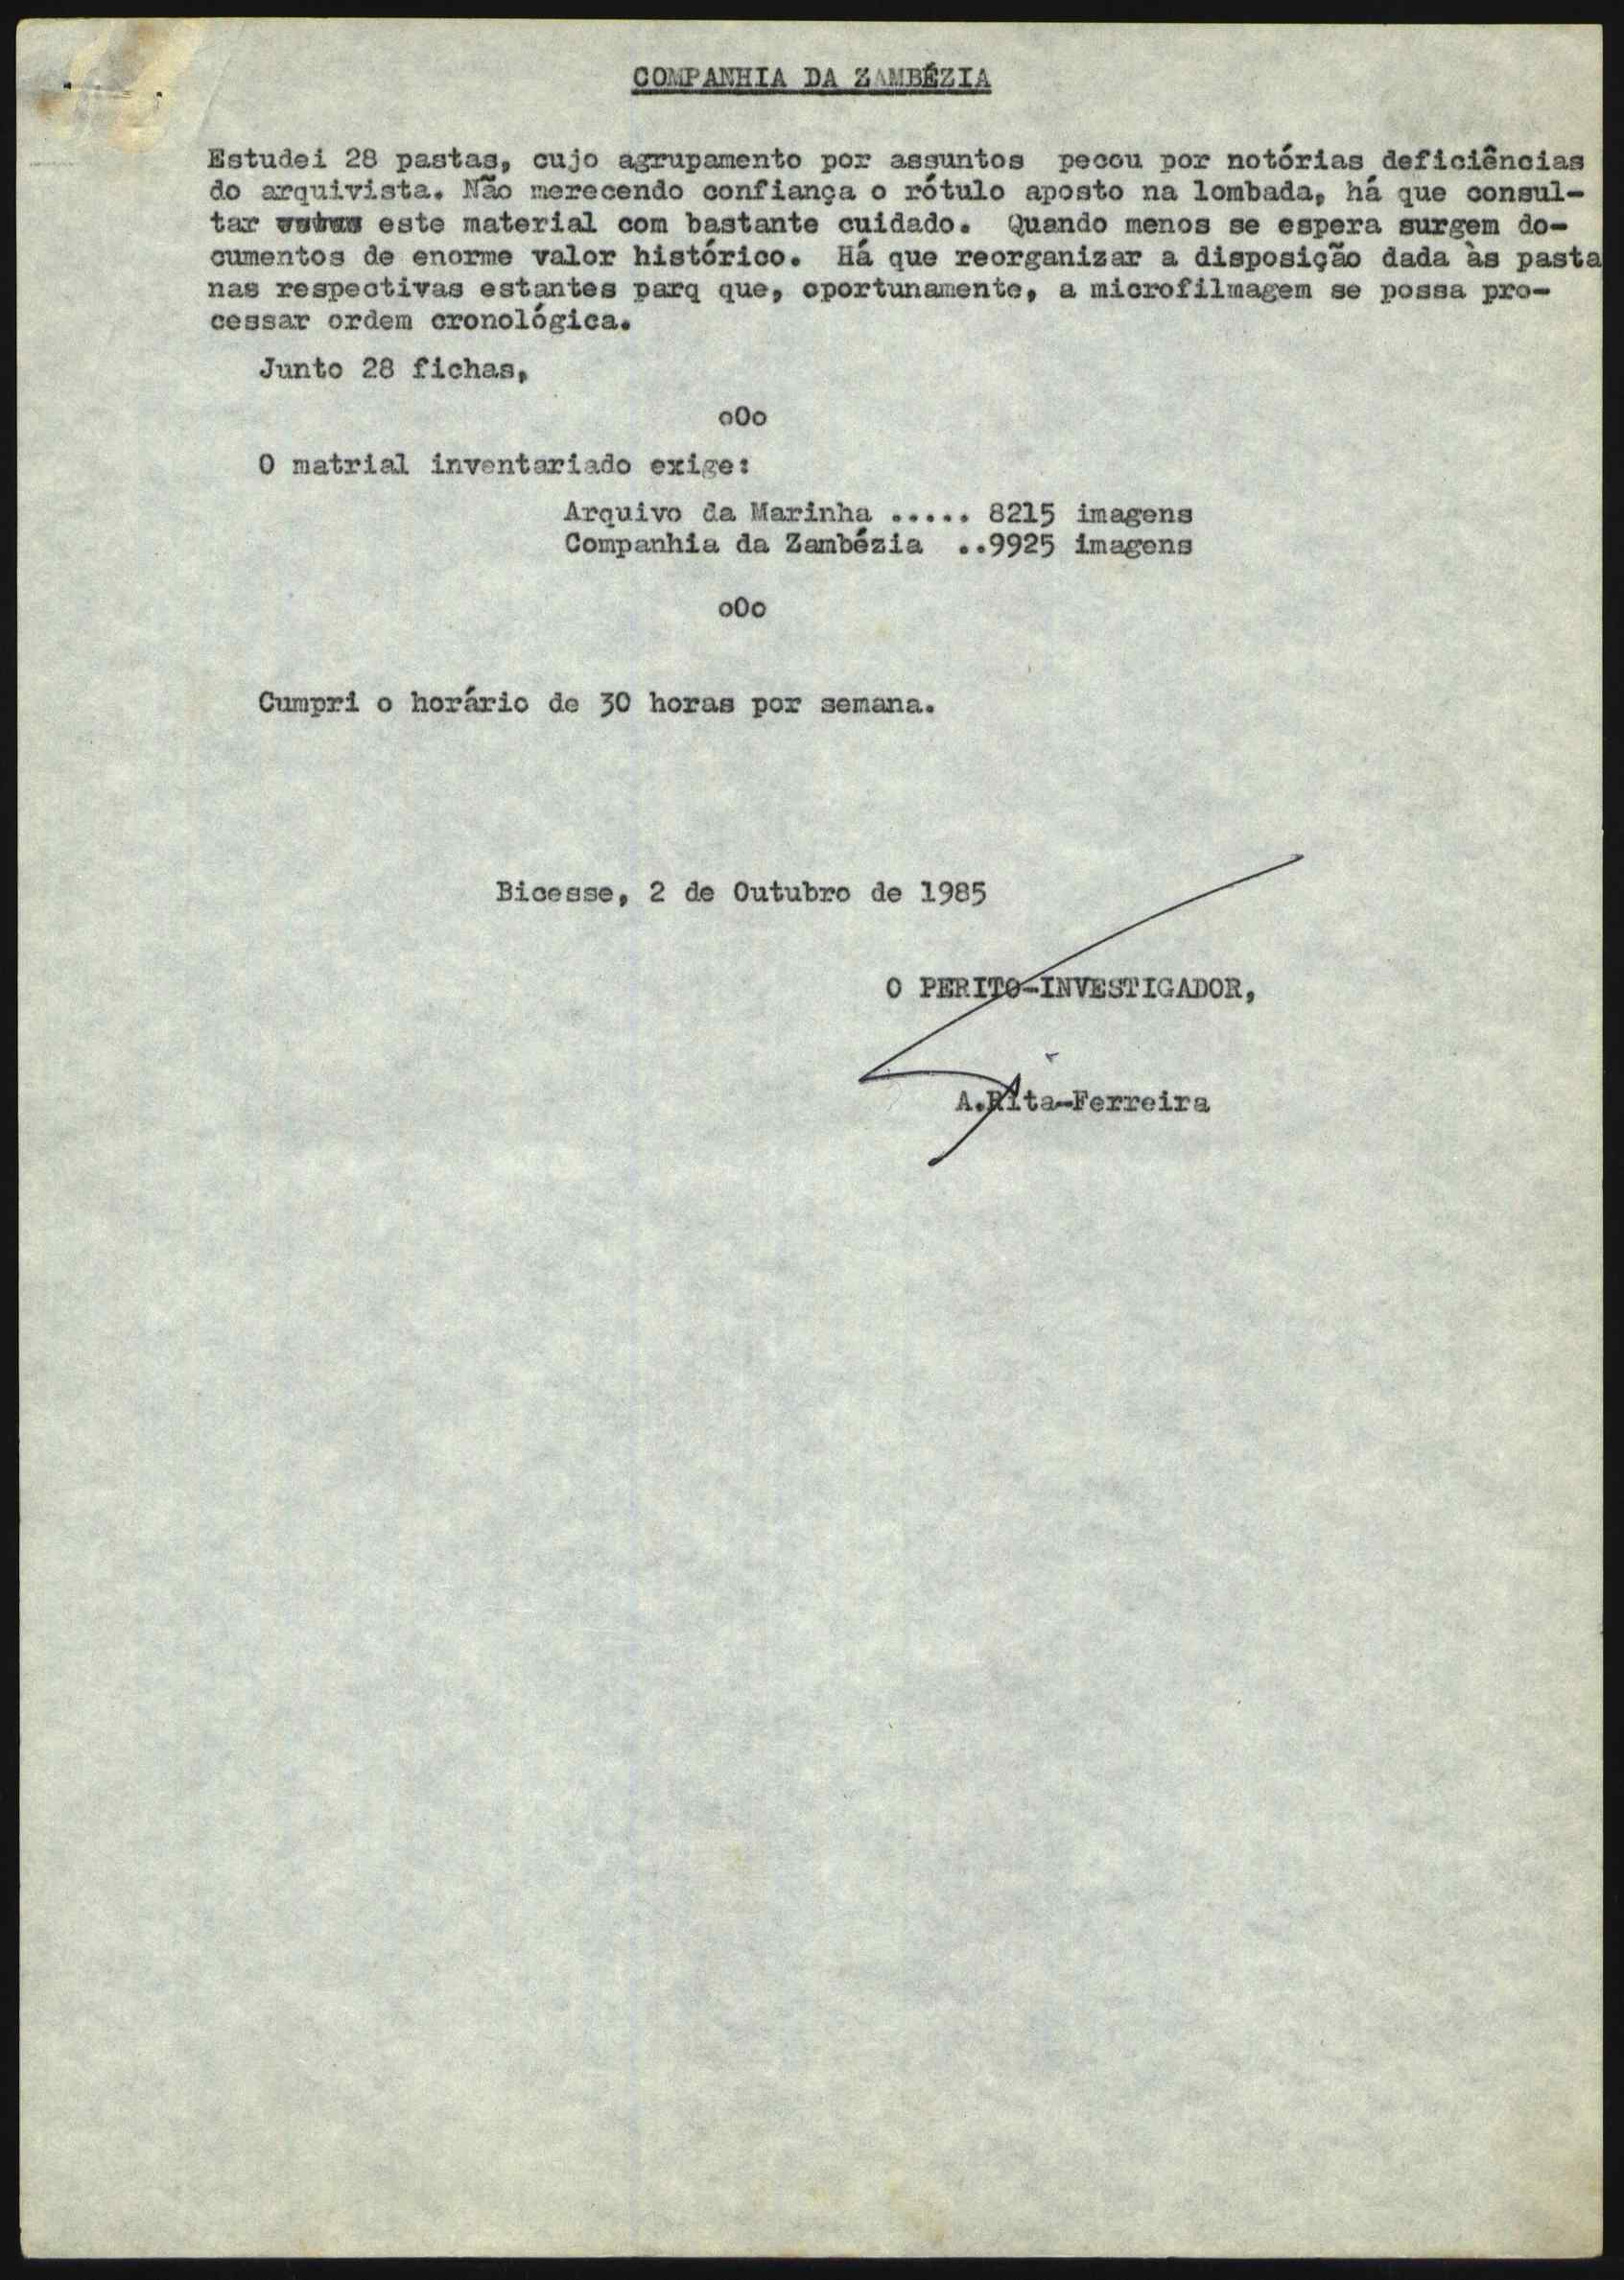 COMPANHIA DA ZAMBÉZIA
Estudei 28 pastas, cujo agrupamento por assuntos pecou por notórias deficiências
do arquivista. Não merecendo confiança o rótulo aposto na lombada, há que consul-
tar este material com bastante cuidado. Quando menos se espera surgem do-
cumentos de enorme valor histórico. Há que reorganizar a disposição dada às pasta
nas respectivas estantes parq que, oportunamente, a microfilmagem se possa pro-
cessar ordem cronológica.
Junto 28 fichas,
oOo
O matrial inventariado exige:
Arquivo da Marinha ..... 8215 imagens
Companhia da Zambézia ..9925 imagens
oOo
Cumpri o horário de 30 horas por semana.
Bicesse, 2 de Outubro de 1985
O PERITO-INVESTIGADOR,
A.Rita-Ferreira